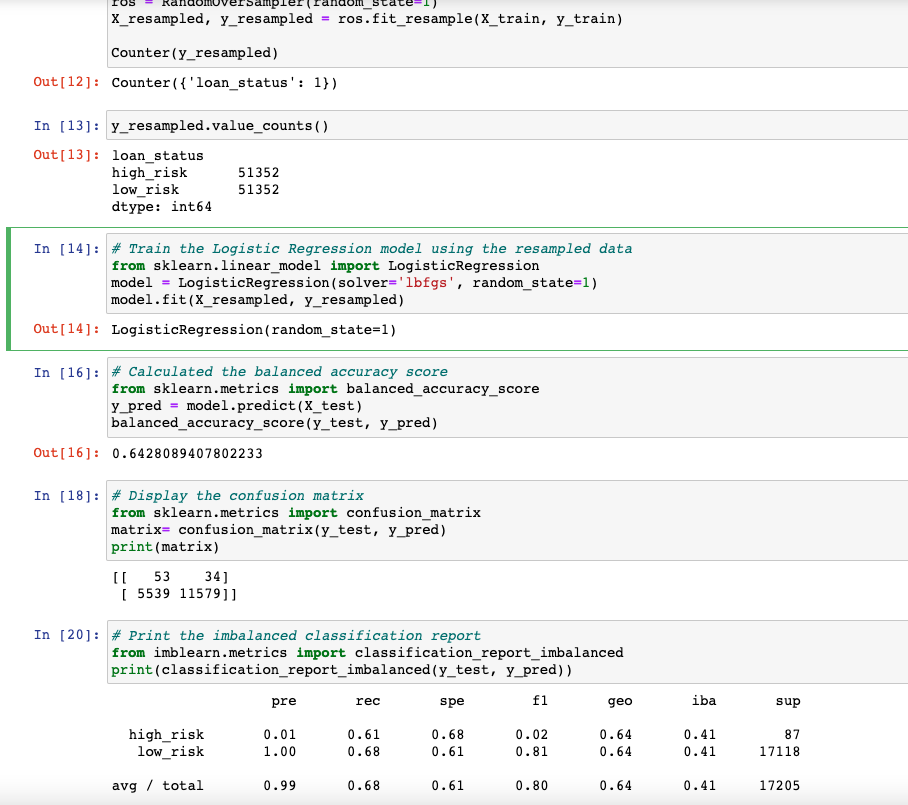 ros = RandomOverSampler(random_state=1)
X_resampled, y_resampled = ros.fit_resample(X_train, y_train)
Counter(y_resampled)
Out[12]: Counter({'loan_status': 1})
In [13]: y_resampled.value_counts()
Out[13]: loan_status
high_risk 51352
low_risk 51352
dtype: int64
In [14]: # Train the Logistic Regression model using the resampled data
from sklearn.linear_model import LogisticRegression
model = LogisticRegression(solver='lbfgs', random_state=1)
model.fit(X_resampled, y_resampled)
Out[14]: LogisticRegression(random_state=1)
In [16]: # Calculated the balanced accuracy score
from sklearn.metrics import balanced_accuracy_score
y_pred = model.predict(X_test)
balanced_accuracy_score(y_test, y_pred)
Out[16]: 0.6428089407802233
In [18]: # Display the confusion matrix
from sklearn.metrics import confusion_matrix
matrix= confusion_matrix(y_test, y_pred)
print(matrix)
[[ 53 34]
[ 5539 11579]]
In [20]: # Print the imbalanced classification report
from imblearn.metrics import classification_report_imbalanced
print(classification_report_imbalanced(y_test, y_pred))
pre rec spe f1 geo iba sup
high_risk 0.01 0.61 0.68 0.02 0.64 0.41 87
low_risk 1.00 0.68 0.61 0.81 0.64 0.41 17118
avg / total 0.99 0.68 0.61 0.80 0.64 0.41 17205